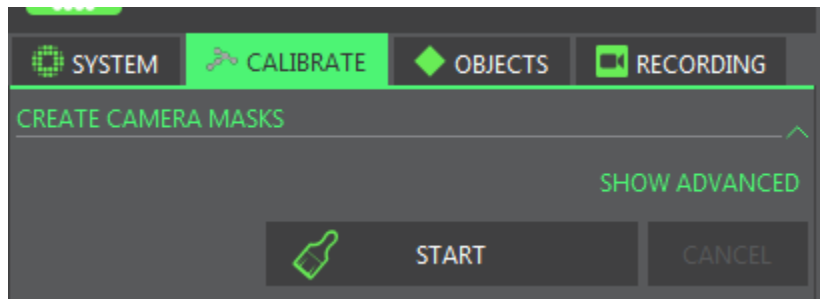 SYSTEM CALIBRATE OBJECTS RECORDING
CREATE CAMERA MASKS
SHOW ADVANCED
START CANCEL